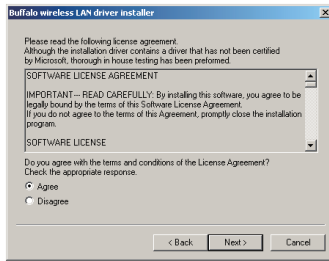 Buffalo wireless LAN driver installer
Please read the following license agreement.
Although the installation driver contains a driver that has not been certified
by Microsoft, thorough in house testing has been preformed.
SOFTWARE LICENSE AGREEMENT
IMPORTANT--- READ CAREFULLY: By installing this software, you agree to be
legally bound by the terms of this Software License Agreement.
If you do not agree to the terms of this Agreement, promptly close the installation
program.
SOFTWARE LICENSE
Do you agree with the terms and conditions of the License Agreement?
Check the appropriate response.
Agree
Disagree
< Back Next > Cancel